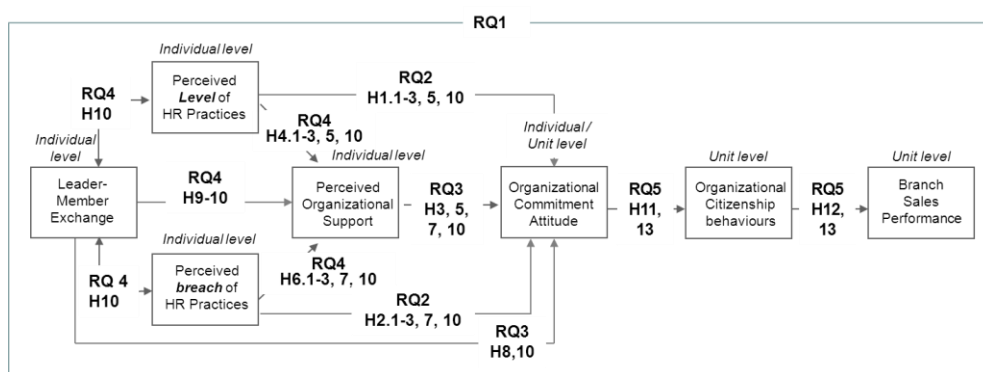 RQ1
Individual level
Perceived
Level of
HR Practices
RQ2
H1.1-3, 5, 10
RQ4
H10
RQ4
H4.1-3, 5, 10
Individual
level
Leader-
Member
Exchange
RQ4
H9-10
Individual level
Perceived
Organizational
Support
RQ3
H3, 5,
7, 10
Individual /
Unit level
Organizational
Commitment
Attitude
RQ5
H11,
13
Unit level
Organizational
Citizenship
behaviours
RQ5
H12,
13
Unit level
Branch
Sales
Performance
RQ 4
H10
Individual level
Perceived
breach of
HR Practices
RQ4
H6.1-3, 7, 10
RQ2
H2.1-3, 7, 10
RQ3
H8,10